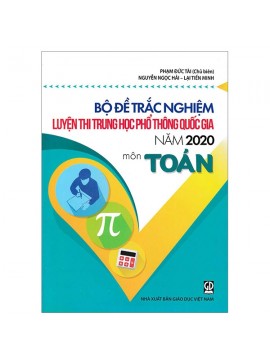 PHẠM ĐỨC TÀI (Chủ biên)
NGUYỄN NGỌC HẢI - LẠI TIẾN MINH
BỘ ĐỀ TRẮC NGHIỆM
LUYỆN THI TRUNG HỌC PHỔ THÔNG QUỐC GIA
NĂM 2020
môn TOÁN
π
NHÀ XUẤT BẢN GIÁO DỤC VIỆT NAM